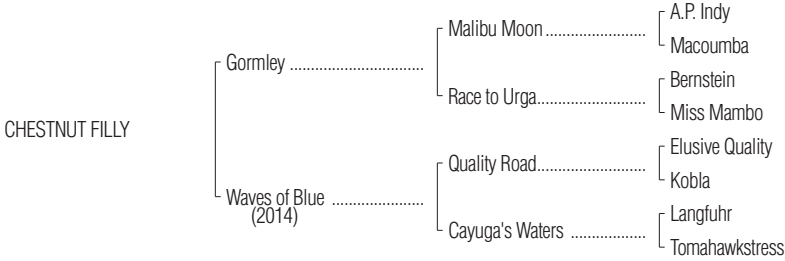 A.P. Indy
Malibu Moon ........................
Macoumba
Gormley ................................
Bernstein
Race to Urga..........................
Miss Mambo
CHESTNUT FILLY
Elusive Quality
Quality Road..........................
Kobla
Waves of Blue ......................
(2014)
Langfuhr
Cayuga's Waters ..................
Tomahawkstress